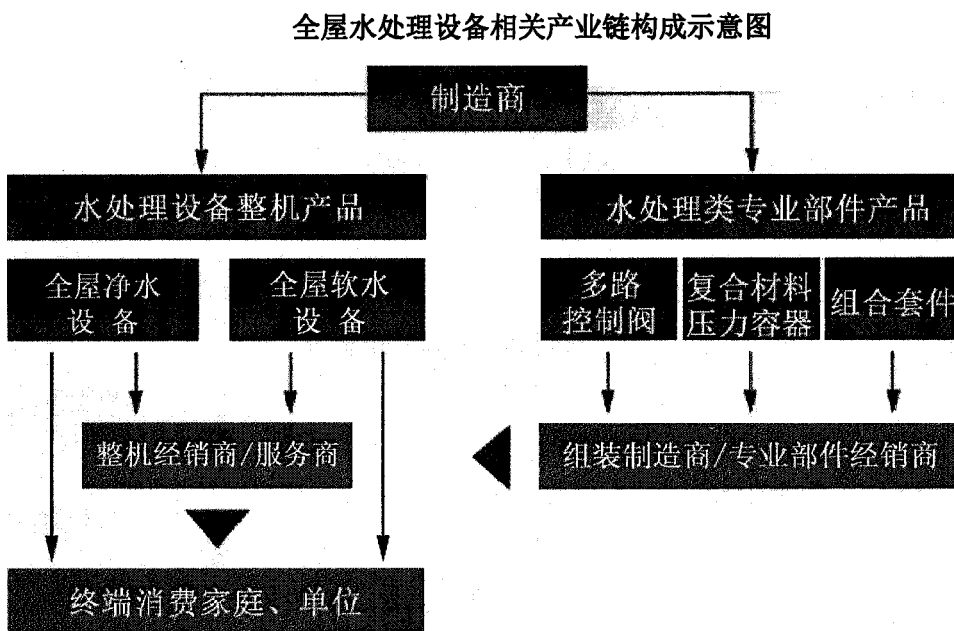 全屋水处理设备相关产业链构成示意图
制造商
水处理设备整机产品
水处理类专业部件产品
全屋净水
设备
全屋软水
设备
多路
控制阀
复合材料
压力容器
组合套件
整机经销商/服务商
组装制造商/专业部件经销商
终端消费家庭、单位